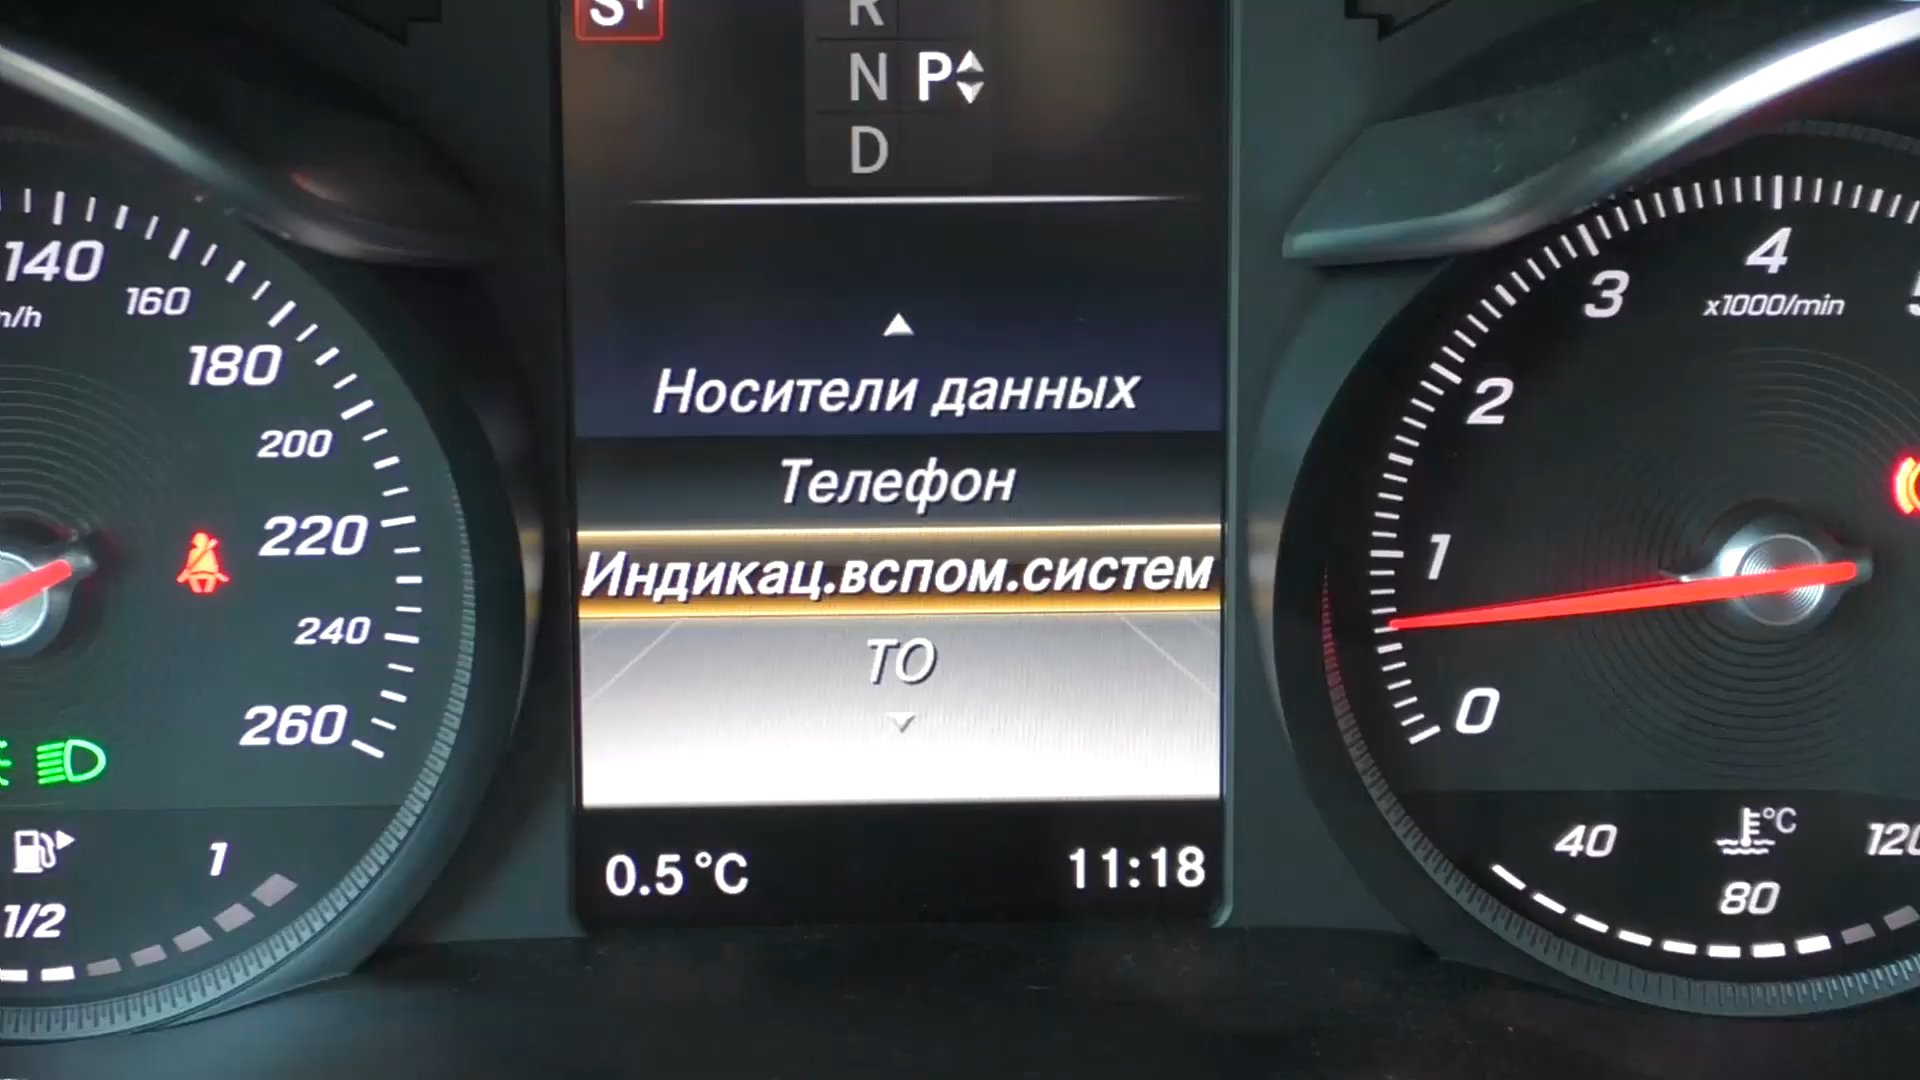 S+
R
N P
D
140
160
180
200
220
240
260
1
1/2
Носители данных
Телефон
Индикац.вспом.систем
ТО
0.5 °C
11:18
4
x1000/min
3
2
1
0
°C
40
80
120